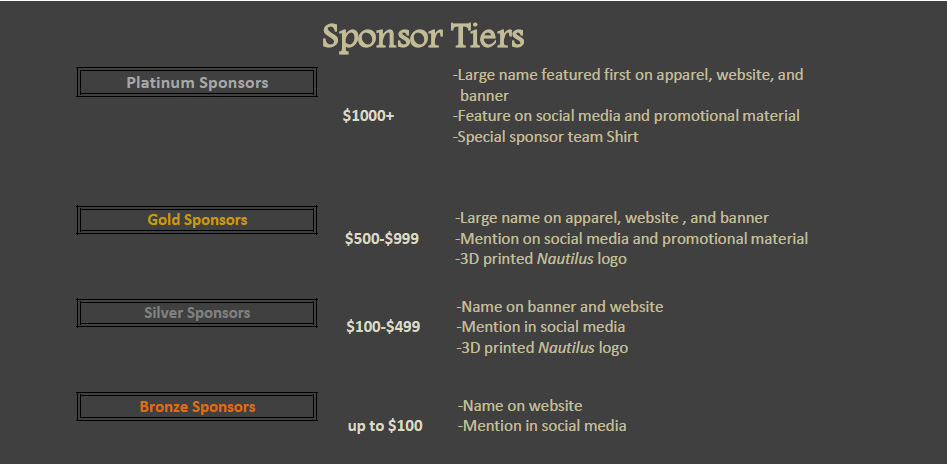 Sponsor Tiers
Platinum Sponsors
$1000+
-Large name featured first on apparel, website, and
banner
-Feature on social media and promotional material
-Special sponsor team Shirt
Gold Sponsors
$500-$999
-Large name on apparel, website , and banner
-Mention on social media and promotional material
-3D printed Nautilus logo
Silver Sponsors
$100-$499
-Name on banner and website
-Mention in social media
-3D printed Nautilus logo
Bronze Sponsors
up to $100
-Name on website
-Mention in social media